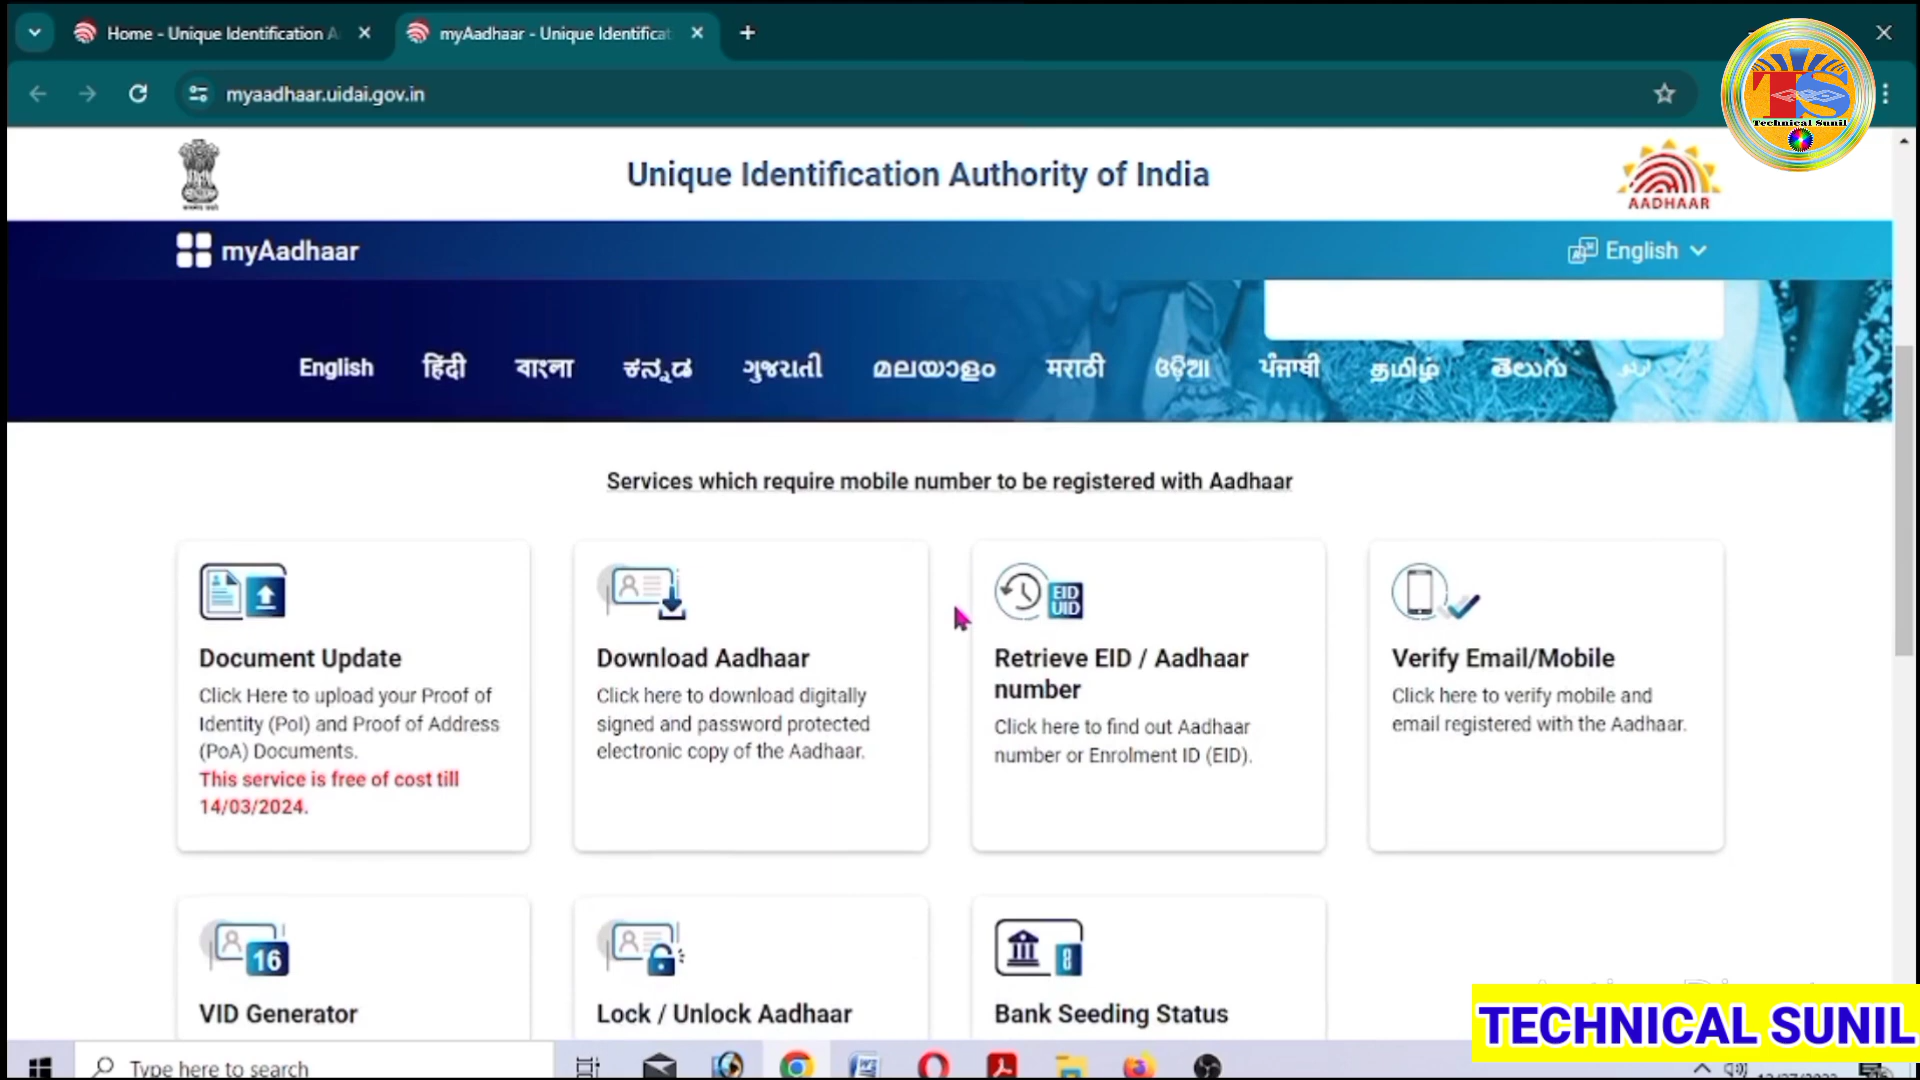 Home - Unique Identification A
myAadhaar - Unique Identificat
myaadhaar.uidai.gov.in
Technical Sunil
Unique Identification Authority of India
AADHAAR
myAadhaar
English
English हिंदी বাংলা ಕನ್ನಡ ગુજરાતી മലയാളം मराठी ଓଡ଼ିଆ ਪੰਜਾਬੀ தமிழ் తెలుగు اردو
Services which require mobile number to be registered with Aadhaar
Document Update
Click Here to upload your Proof of
Identity (PoI) and Proof of Address
(PoA) Documents.
This service is free of cost till
14/03/2024.
Download Aadhaar
Click here to download digitally
signed and password protected
electronic copy of the Aadhaar.
EID
UID
Retrieve EID / Aadhaar
number
Click here to find out Aadhaar
number or Enrolment ID (EID).
Verify Email/Mobile
Click here to verify mobile and
email registered with the Aadhaar.
16
VID Generator
Lock / Unlock Aadhaar
Bank Seeding Status
TECHNICAL SUNIL
Type here to search